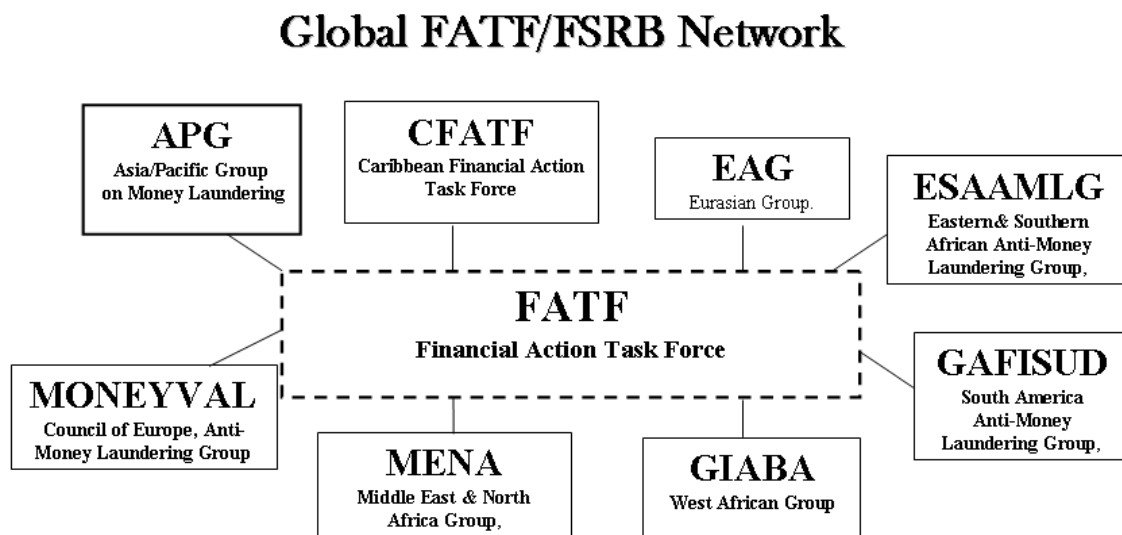 Global FATF/FSRB Network
APG
Asia/Pacific Group
on Money Laundering
CFATF
Caribbean Financial Action
Task Force
EAG
Eurasian Group.
ESAAMLG
Eastern& Southern
African Anti-Money
Laundering Group,
FATF
Financial Action Task Force
MONEYVAL
Council of Europe, Anti-
Money Laundering Group
MENA
Middle East & North
Africa Group,
GIABA
West African Group
GAFISUD
South America
Anti-Money
Laundering Group,